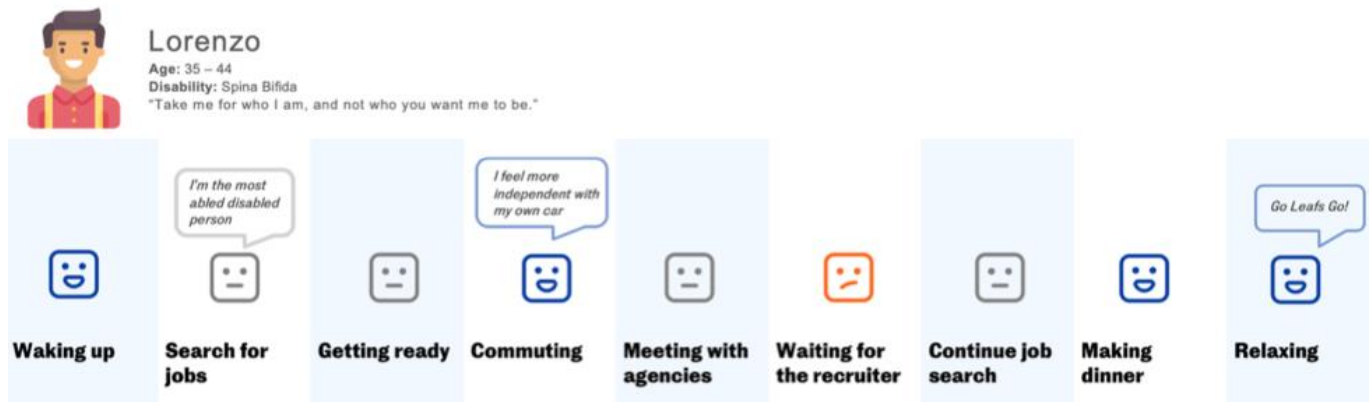 Lorenzo
Age: 35 – 44
Disability: Spina Bifida
"Take me for who I am, and not who you want me to be."
I'm the most
abled disabled
person
I feel more
independent with
my own car
Go Leafs Go!
Waking up
Search for
jobs
Getting ready
Commuting
Meeting with
agencies
Waiting for
the recruiter
Continue job
search
Making
dinner
Relaxing